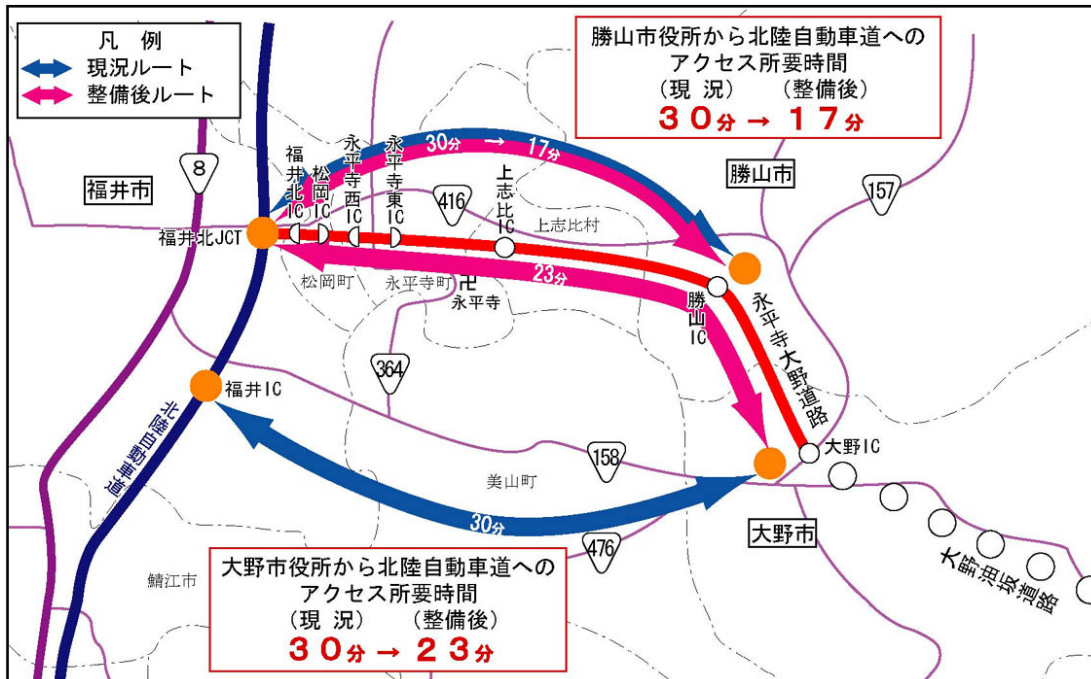 凡 例
現況ルート
整備後ルート
勝山市役所から北陸自動車道への
アクセス所要時間
（現 況） （整備後）
３０分 → １７分
8
福井市
30分 → 17分
福井北IC
松岡IC
永平寺西IC
永平寺東IC
上志比IC
416
上志比村
勝山市
157
福井北JCT
松岡町
永平寺町
卍
永平寺
23分
勝山IC
永平寺大野道路
364
福井IC
北陸自動車道
158
美山町
大野IC
30分
476
大野市
大野油坂道路
鯖江市
大野市役所から北陸自動車道への
アクセス所要時間
（現 況） （整備後）
３０分 → ２３分